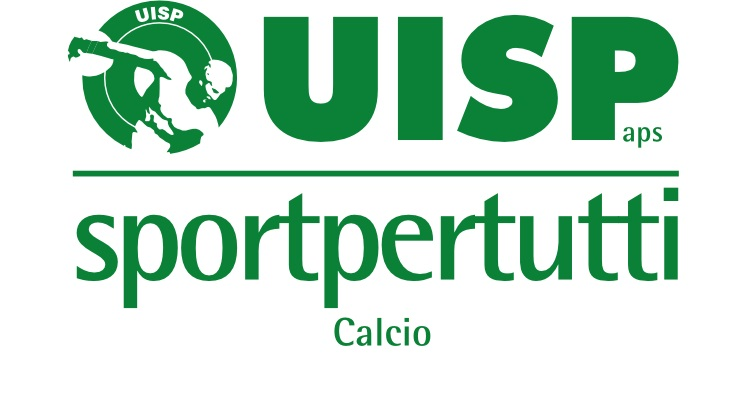 UISP
UISP
aps
sportpertutti
Calcio